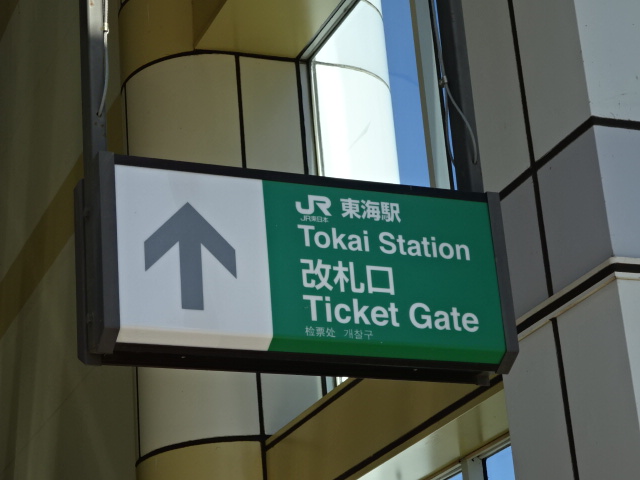 JR 東海駅
JR東日本
Tokai Station
改札口
Ticket Gate
检票处 개찰구